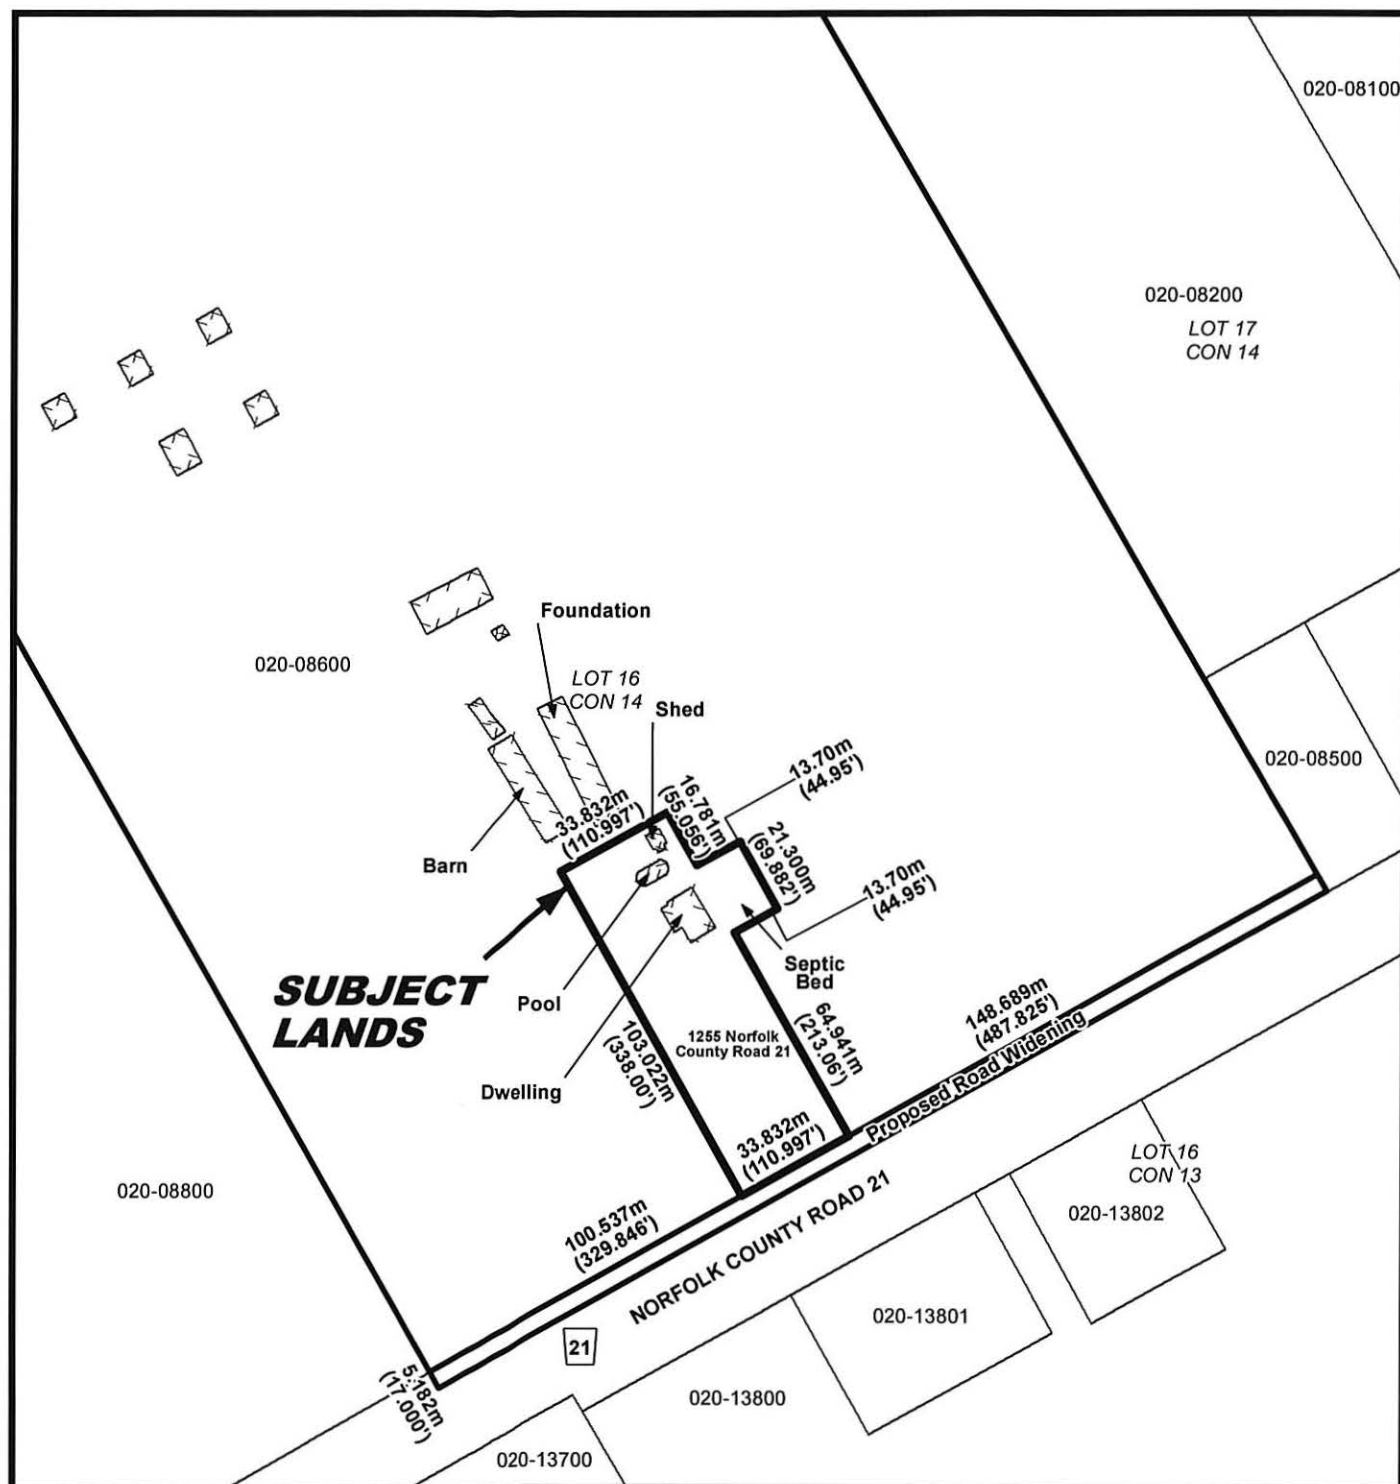 020-08100
020-08200
LOT 17
CON 14
Foundation
020-08600
LOT 16
CON 14
Shed
020-08500
13.70m
(44.95')
16.781m
(55.056')
33.832m
(110.997')
21.300m
(69.882')
Barn
13.70m
(44.95')
Septic
Bed
SUBJECT
LANDS
Pool
148.689m
(487.825')
64.941m
(213.06')
1255 Norfolk
County Road 21
103.022m
(338.00')
Proposed Road Widening
Dwelling
33.832m
(110.997')
LOT 16
CON 13
020-08800
020-13802
100.537m
(329.846')
NORFOLK COUNTY ROAD 21
020-13801
21
5.182m
(17.000')
020-13800
020-13700